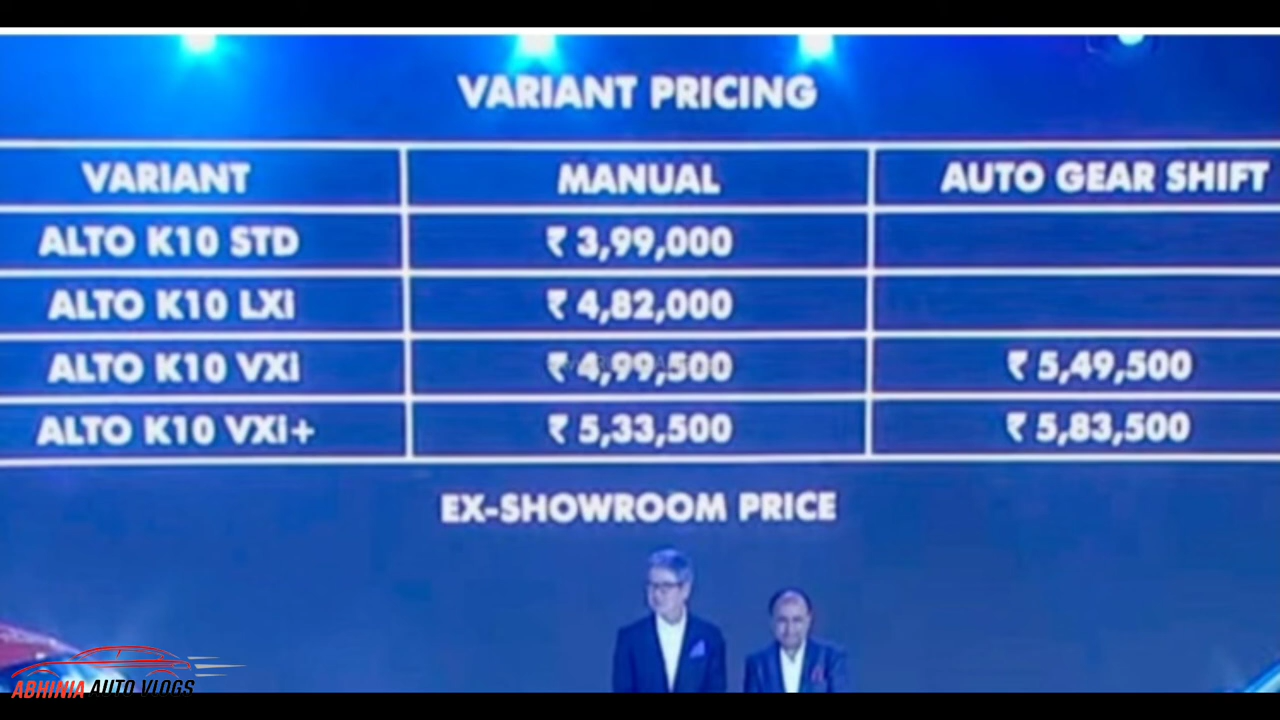 VARIANT PRICING
VARIANT MANUAL AUTO GEAR SHIFT
ALTO K10 STD ₹ 3,99,000
ALTO K10 LXi ₹ 4,82,000
ALTO K10 VXi ₹ 4,99,500 ₹ 5,49,500
ALTO K10 VXi+ ₹ 5,33,500 ₹ 5,83,500
EX-SHOWROOM PRICE
ABHINIA AUTO VLOGS